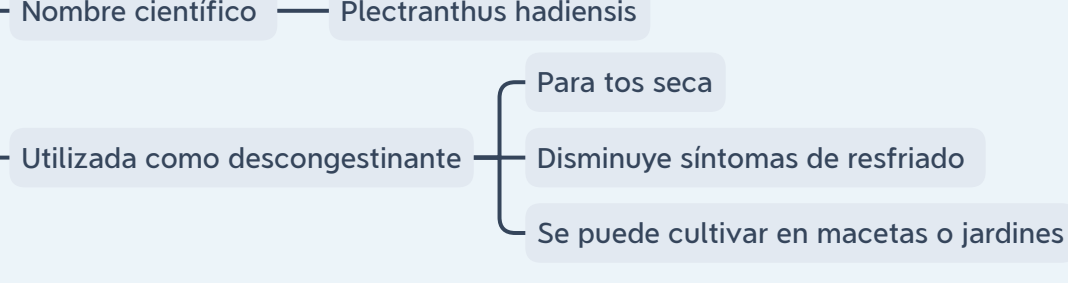 Nombre científico
Plectranthus hadiensis
Para tos seca
Utilizada como descongestinante
Disminuye síntomas de resfriado
Se puede cultivar en macetas o jardines